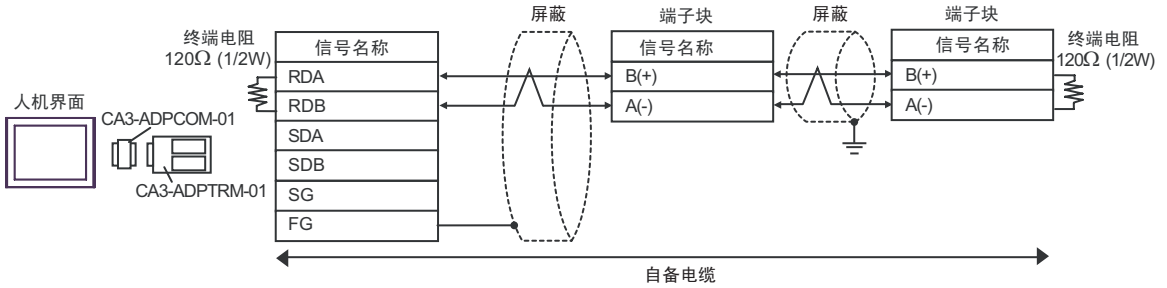 屏蔽
端子块
屏蔽
端子块
终端电阻
120Ω (1/2W)
信号名称
信号名称
信号名称
终端电阻
120Ω (1/2W)
RDA
B(+)
B(+)
人机界面
RDB
A(-)
A(-)
CA3-ADPCOM-01
SDA
SDB
CA3-ADPTRM-01
SG
FG
自备电缆